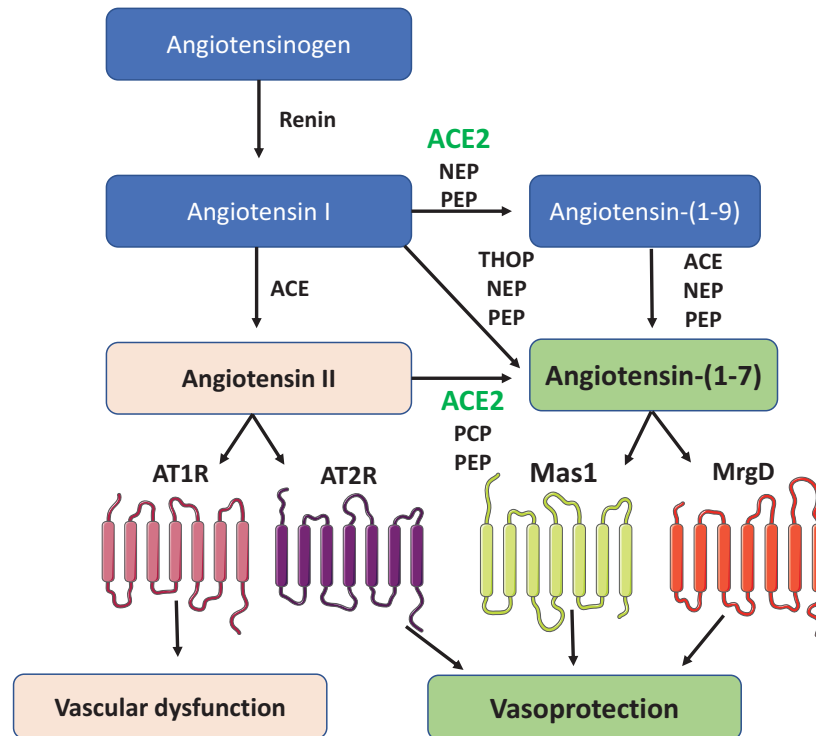 Angiotensinogen
Renin
ACE2
NEP
PEP
Angiotensin I
Angiotensin-(1-9)
THOP
NEP
PEP
ACE
ACE
NEP
PEP
Angiotensin II
Angiotensin-(1-7)
ACE2
PCP
PEP
AT1R
AT2R
Mas1
MrgD
Vascular dysfunction
Vasoprotection